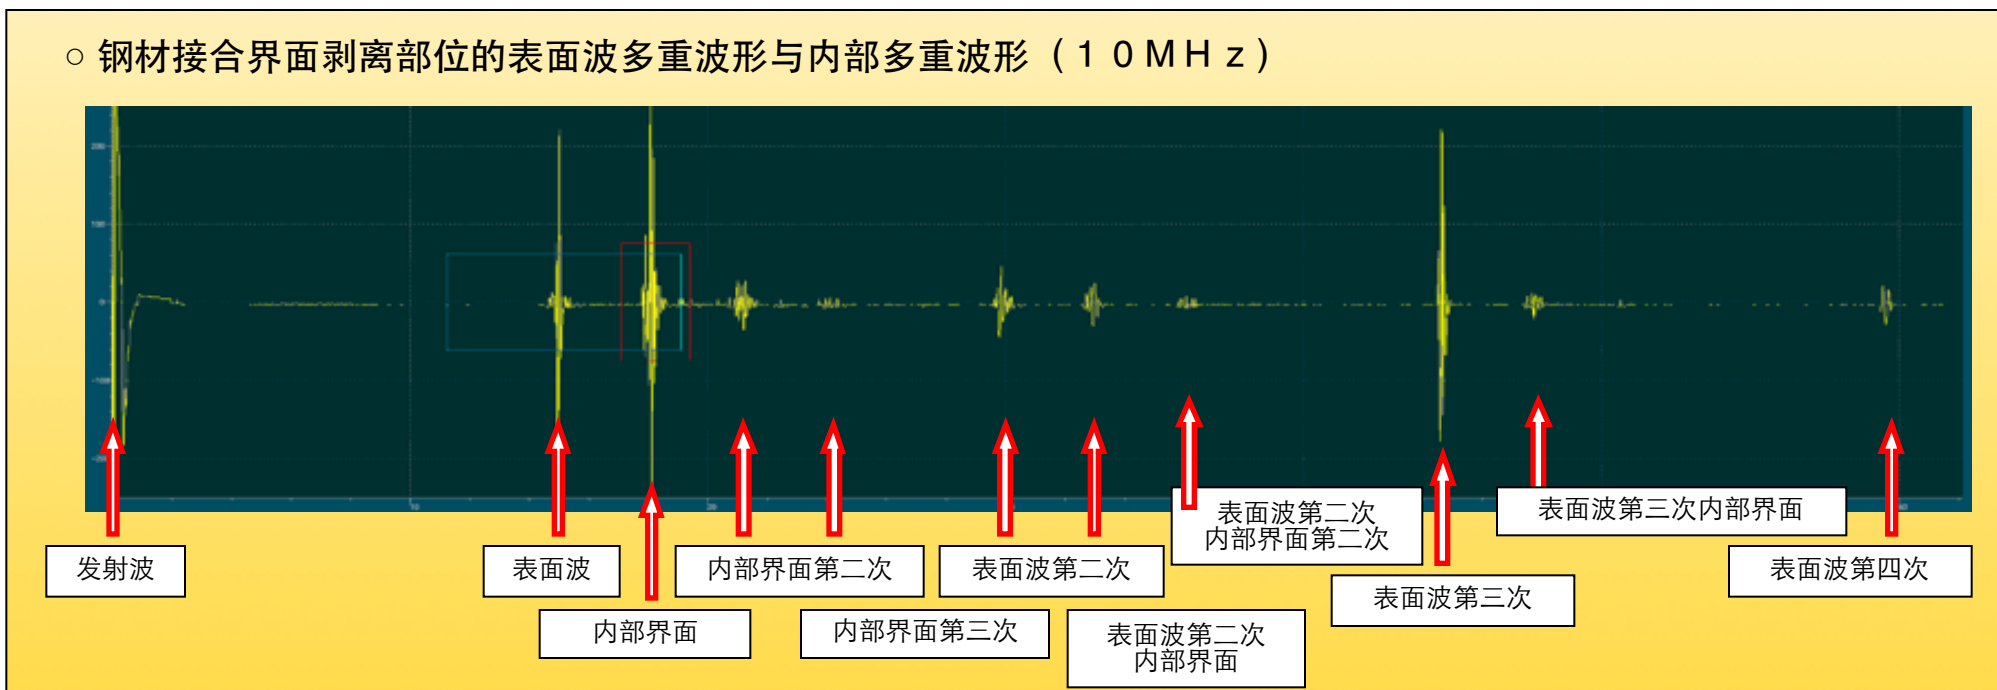 ○ 钢材接合界面剥离部位的表面波多重波形与内部多重波形（10MHz）
200
100
0
-100
10
发射波
表面波
内部界面
内部界面第二次
内部界面第三次
表面波第二次
表面波第二次
内部界面
表面波第二次
内部界面第二次
表面波第三次
表面波第三次内部界面
表面波第四次